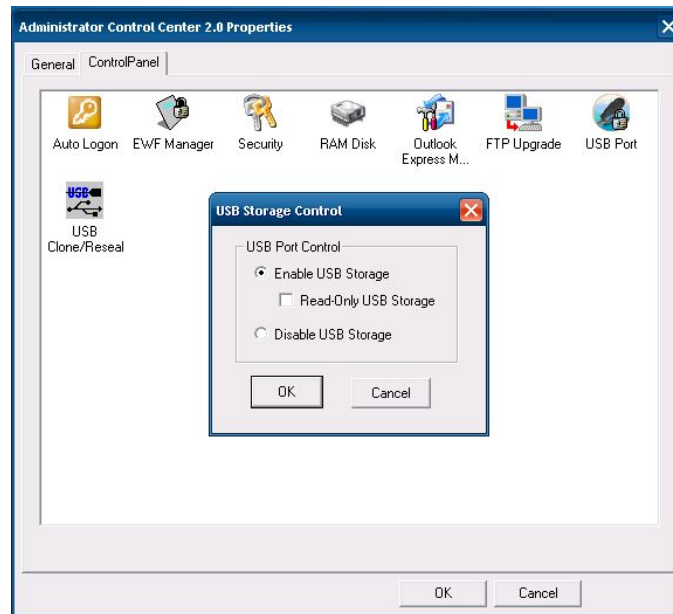 Administrator Control Center 2.0 Properties
General
ControlPanel
Auto Logon
EWF Manager
Security
RAM Disk
Outlook
Express M...
FTP Upgrade
USB Port
USB
USB
Clone/Reseal
USB Storage Control
USB Port Control
Enable USB Storage
Read-Only USB Storage
Disable USB Storage
OK
Cancel
OK
Cancel